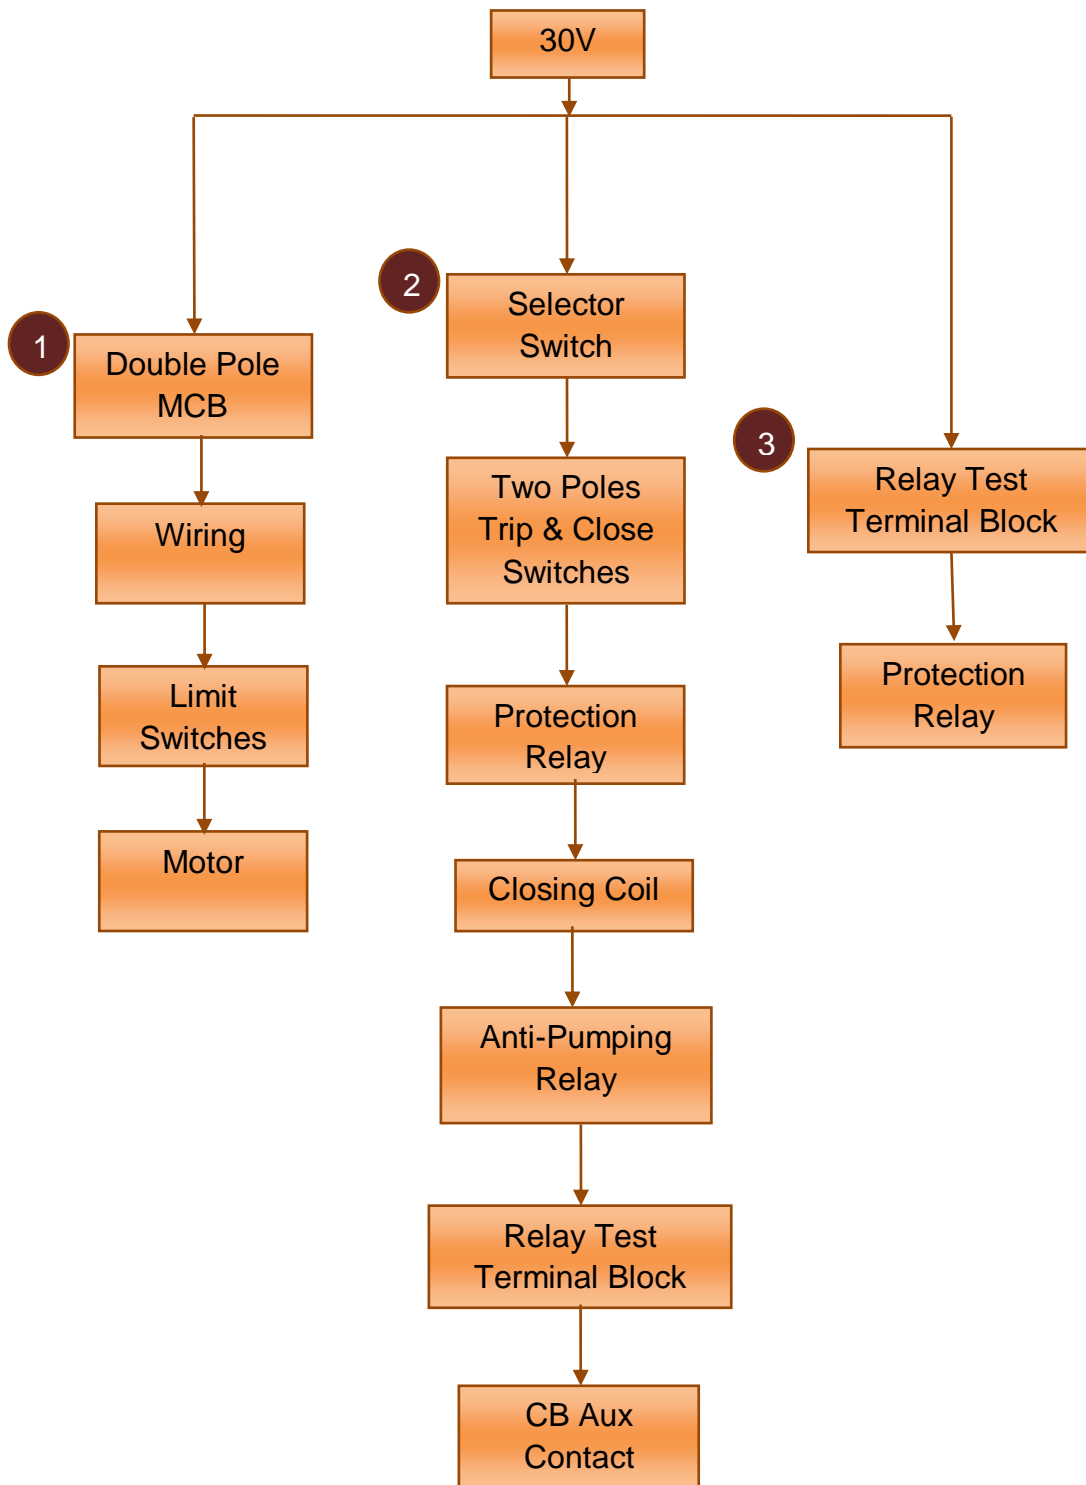 30V
1
Double Pole
MCB
Wiring
Limit
Switches
Motor
2
Selector
Switch
Two Poles
Trip & Close
Switches
Protection
Relay
Closing Coil
Anti-Pumping
Relay
Relay Test
Terminal Block
CB Aux
Contact
3
Relay Test
Terminal Block
Protection
Relay